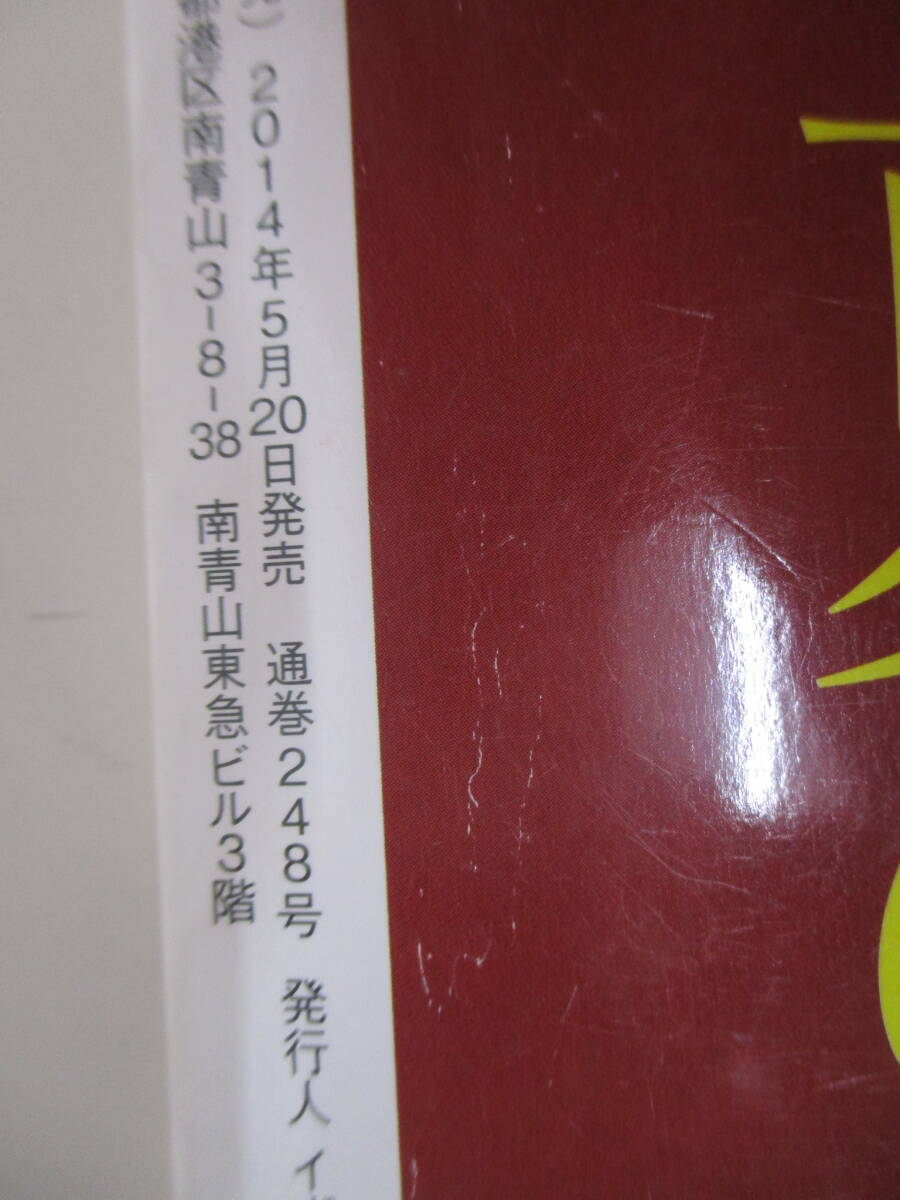 ）2014年5月20日発売　通巻248号　発行人 イ
都港区南青山3-8-38　南青山東急ビル3階